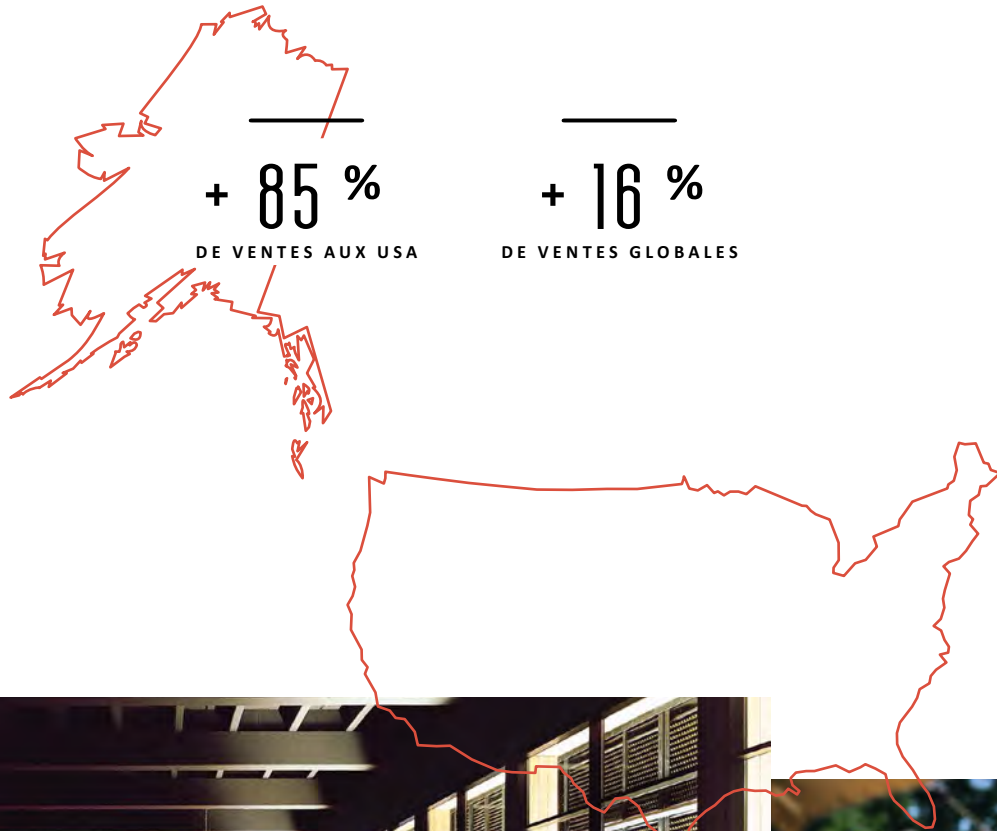 + 85 %
DE VENTES AUX USA
+ 16 %
DE VENTES GLOBALES